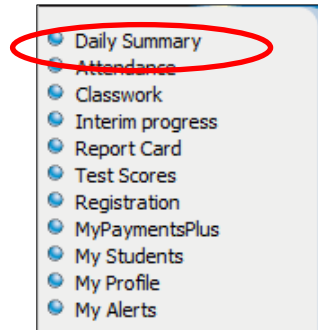 Daily Summary
Attendance
Classwork
Interim progress
Report Card
Test Scores
Registration
MyPaymentsPlus
My Students
My Profile
My Alerts